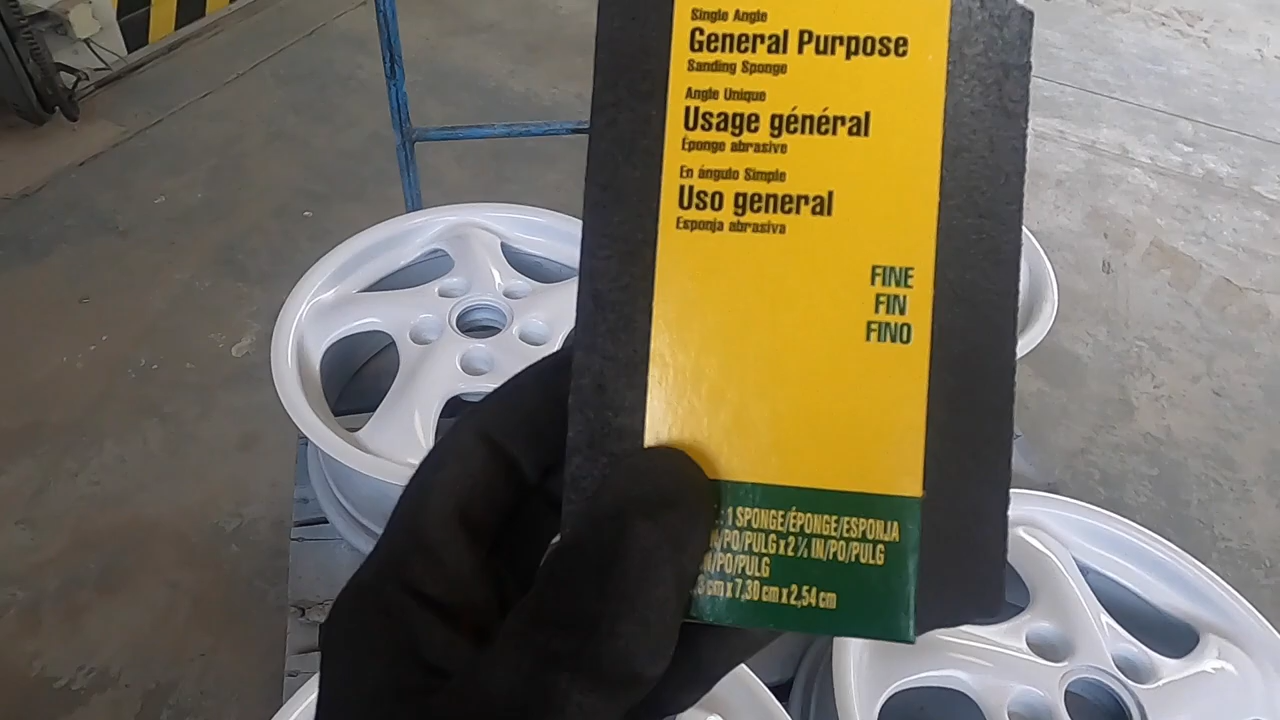 Single Angle
General Purpose
Sanding Sponge
Angle Unique
Usage général
Éponge abrasive
En ángulo Simple
Uso general
Esponja abrasiva
FINE
FIN
FINO
: 1 SPONGE/ÉPONGE/ESPONJA
/PO/PULG x 2 ⅞ IN/PO/PULG
IN/PO/PULG
cm x 7,30 cm x 2,54 cm